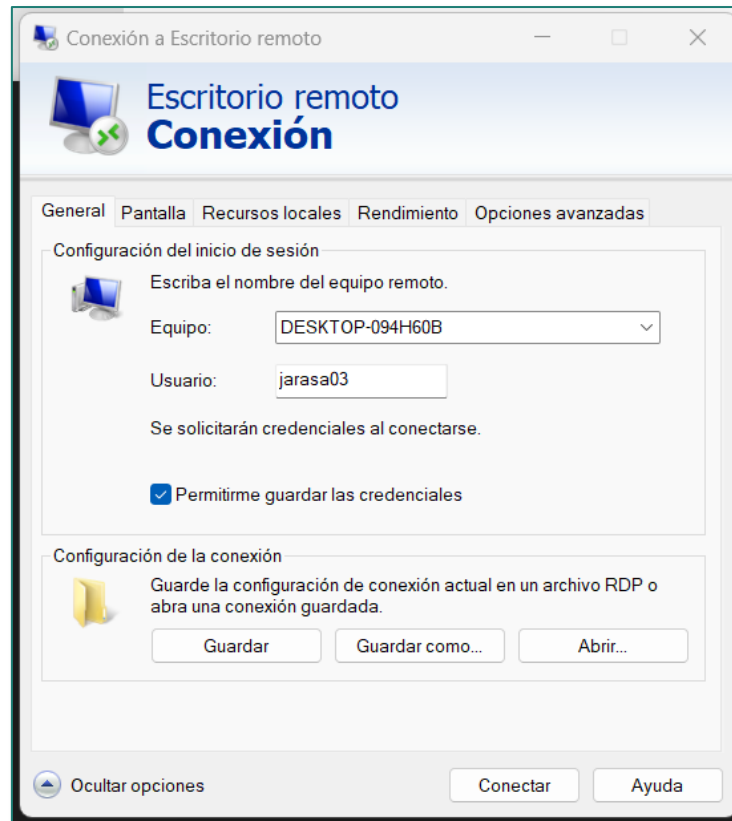 Conexión a Escritorio remoto
Escritorio remoto
Conexión
General Pantalla Recursos locales Rendimiento Opciones avanzadas
Configuración del inicio de sesión
Escriba el nombre del equipo remoto.
Equipo: DESKTOP-094H60B
Usuario: jarasa03
Se solicitarán credenciales al conectarse.
Permitirme guardar las credenciales
Configuración de la conexión
Guarde la configuración de conexión actual en un archivo RDP o
abra una conexión guardada.
Guardar Guardar como... Abrir...
Ocultar opciones Conectar Ayuda